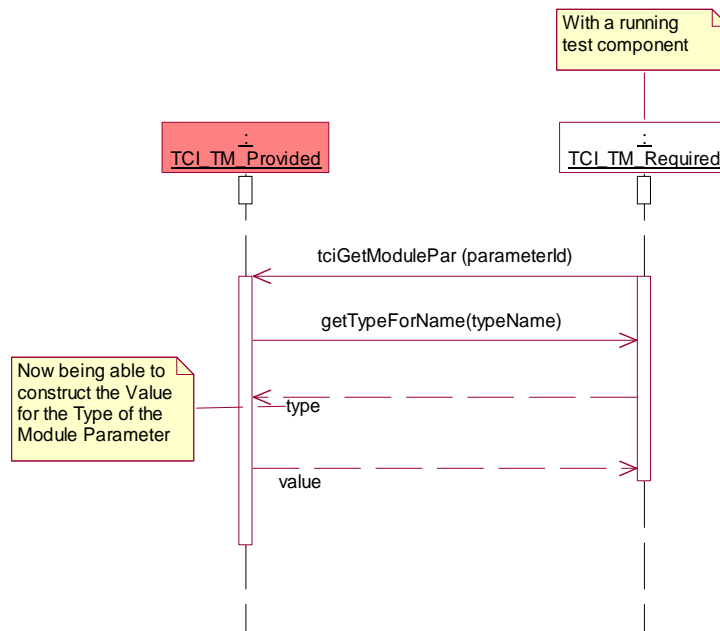 With a running
test component
:
TCI_TM_Provided
:
TCI_TM_Required
tciGetModulePar (parameterId)
getTypeForName(typeName)
Now being able to
construct the Value
for the Type of the
Module Parameter
type
value